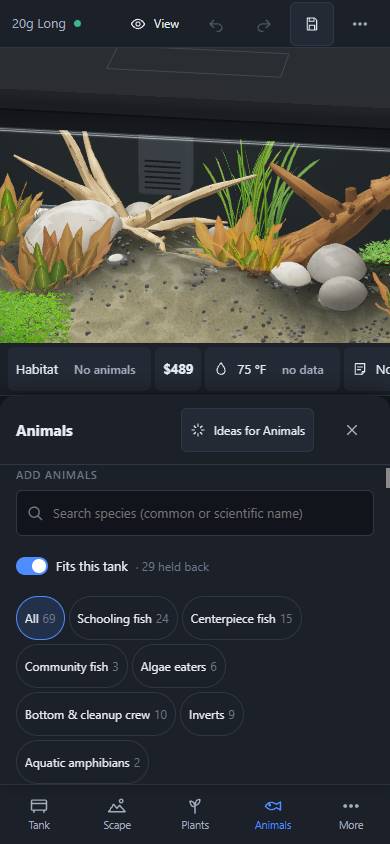 20g Long
View
Habitat No animals $489 75 °F no data
Animals
Ideas for Animals
ADD ANIMALS
Search species (common or scientific name)
Fits this tank · 29 held back
All 69 Schooling fish 24 Centerpiece fish 15
Community fish 3 Algae eaters 6
Bottom & cleanup crew 10 Inverts 9
Aquatic amphibians 2
Tank Scape Plants Animals More